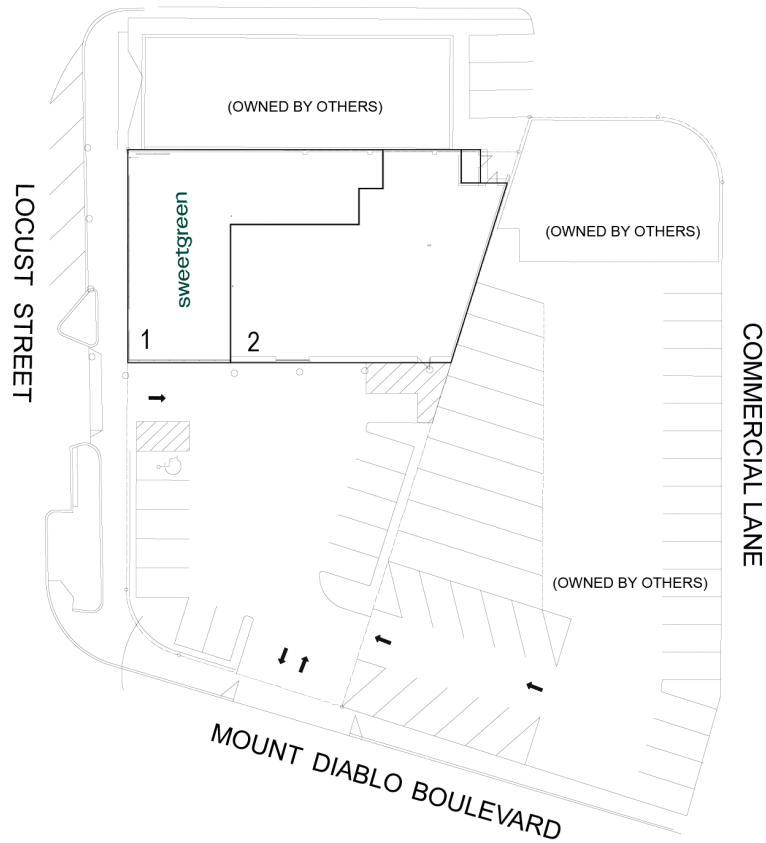 (OWNED BY OTHERS)
LOCUST STREET
sweetgreen
(OWNED BY OTHERS)
1
2
COMMERCIAL LANE
(OWNED BY OTHERS)
MOUNT DIABLO BOULEVARD